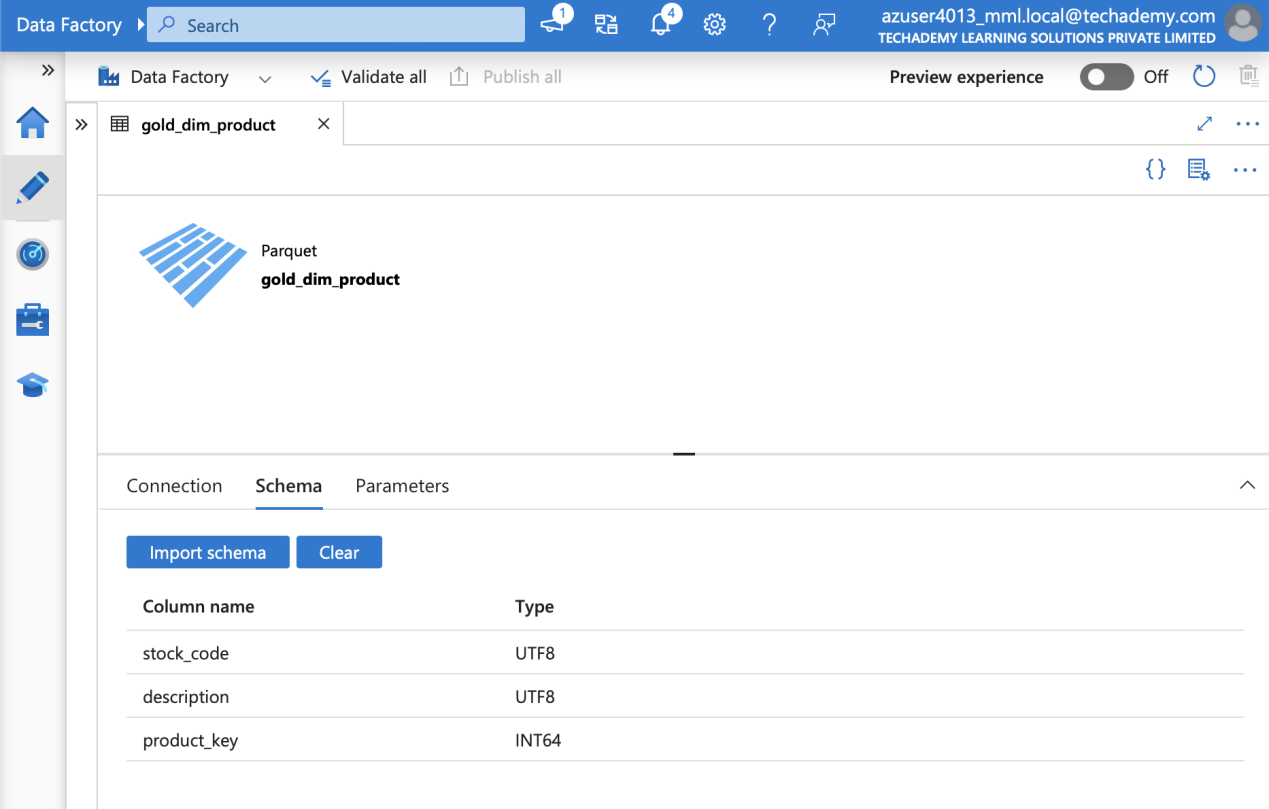 Data Factory
Search
1
4
azuser4013_mml.local@techademy.com
TECHADEMY LEARNING SOLUTIONS PRIVATE LIMITED
Data Factory
Validate all
Publish all
Preview experience
Off
gold_dim_product
Parquet
gold_dim_product
Connection
Schema
Parameters
Import schema
Clear
Column name Type
stock_code UTF8
description UTF8
product_key INT64